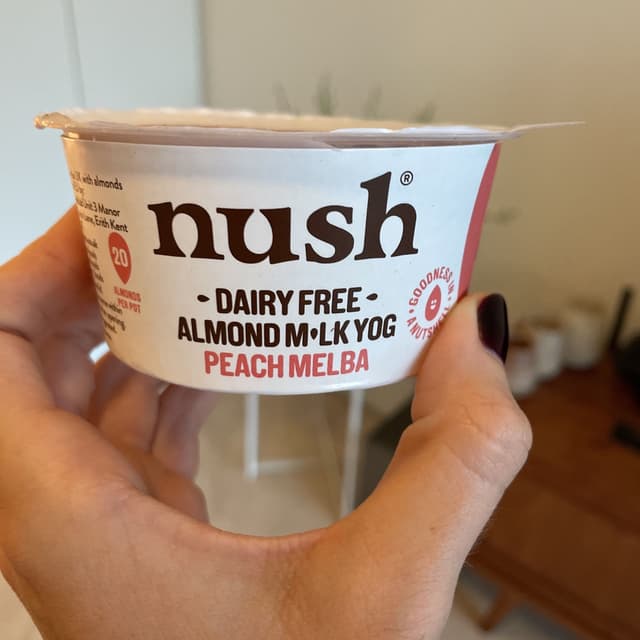 nush®
DAIRY FREE
ALMOND M•LK YOG
PEACH MELBA
GOODNESS IN
A NUTSHELL
with almonds
Unit 3 Manor
Lane, Erith Kent
20
ALMONDS
PER POT